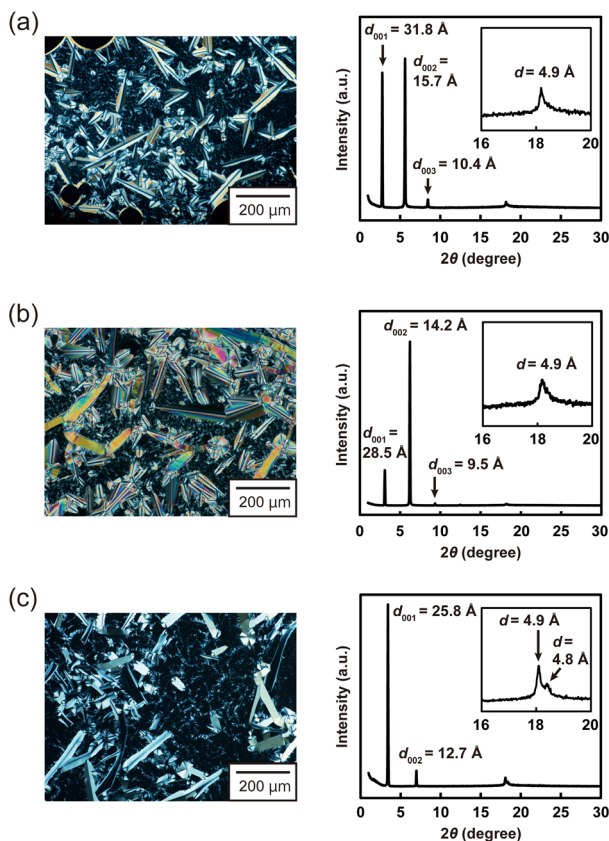 (a)
200 µm
Intensity (a.u.)
d001 = 31.8 Å
d002 =
15.7 Å
d003 = 10.4 Å
d = 4.9 Å
16 18 20
0 5 10 15 20 25 30
2θ (degree)
(b)
200 µm
Intensity (a.u.)
d002 = 14.2 Å
d001 =
28.5 Å
d003 = 9.5 Å
d = 4.9 Å
16 18 20
0 5 10 15 20 25 30
2θ (degree)
(c)
200 µm
Intensity (a.u.)
d001 = 25.8 Å
d002 = 12.7 Å
d = 4.9 Å
d =
4.8 Å
16 18 20
0 5 10 15 20 25 30
2θ (degree)